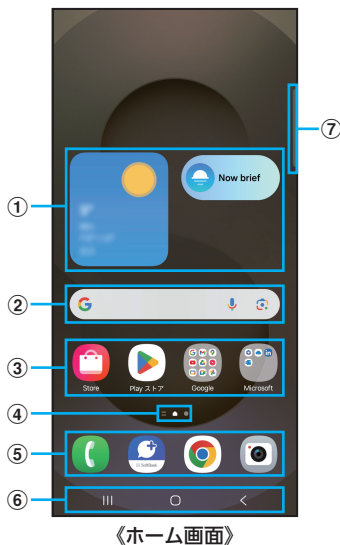 ⑦
①
Now brief
②
③
Store
Play ストア
Google
Microsoft
④
⑤
SoftBank
⑥
《ホーム画面》